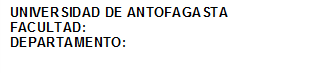 UNIVERSIDAD DE ANTOFAGASTA
FACULTAD:
DEPARTAMENTO: